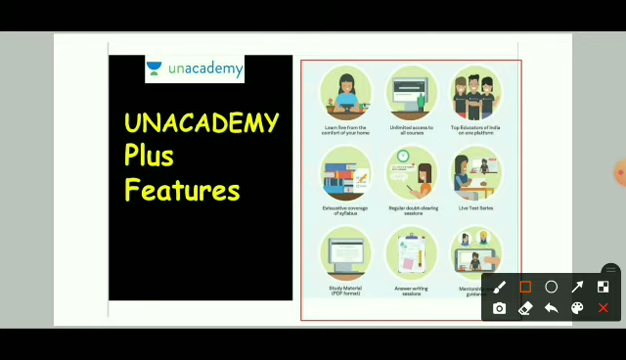 unacademy
UNACADEMY
Plus
Features
Learn live from the
comfort of your home
Unlimited access to
all courses
Top Educators of India
on one platform
Exhaustive coverage
of syllabus
Regular doubt clearing
sessions
Live Test Series
Study Material
(PDF format)
Answer writing
sessions